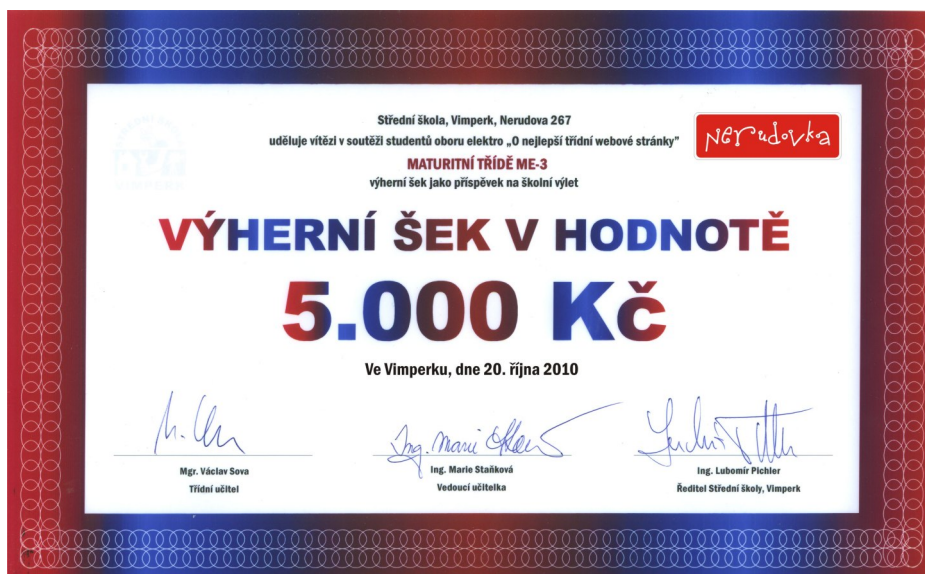 Střední škola, Vimperk, Nerudova 267
uděluje vítězi v soutěži studentů oboru elektro „O nejlepší třídní webové stránky”
Nerudovka
MATURITNÍ TŘÍDĚ ME-3
výherní šek jako příspěvek na školní výlet
VÝHERNÍ ŠEK V HODNOTĚ
5.000 Kč
Ve Vimperku, dne 20. října 2010
Ing. Marie
Mgr. Václav Sova
Ing. Marie Staňková
Ing. Lubomír Pichler
Třídní učitel
Vedoucí učitelka
Ředitel Střední školy, Vimperk